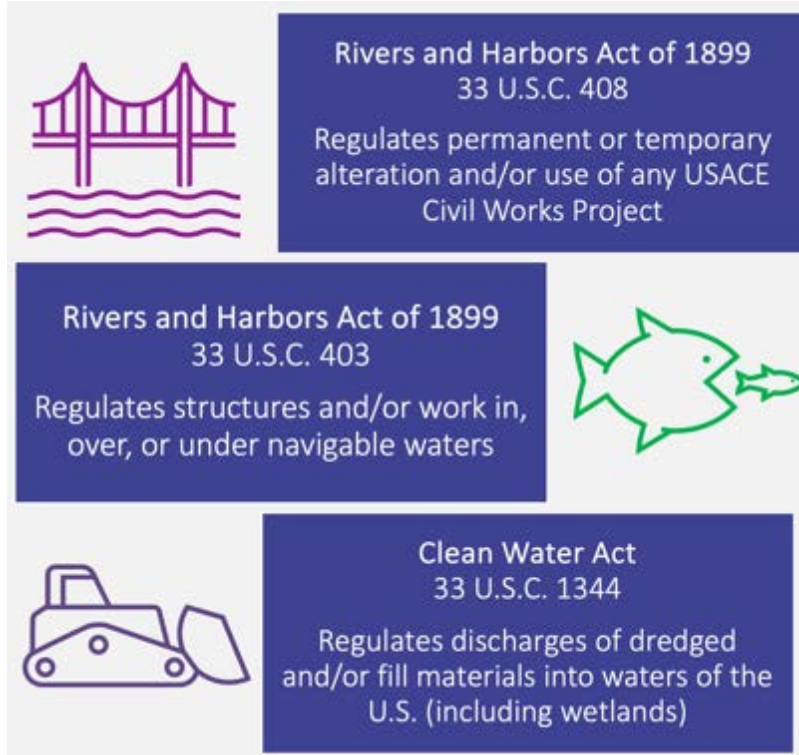 Rivers and Harbors Act of 1899
33 U.S.C. 408
Regulates permanent or temporary
alteration and/or use of any USACE
Civil Works Project
Rivers and Harbors Act of 1899
33 U.S.C. 403
Regulates structures and/or work in,
over, or under navigable waters
Clean Water Act
33 U.S.C. 1344
Regulates discharges of dredged
and/or fill materials into waters of the
U.S. (including wetlands)